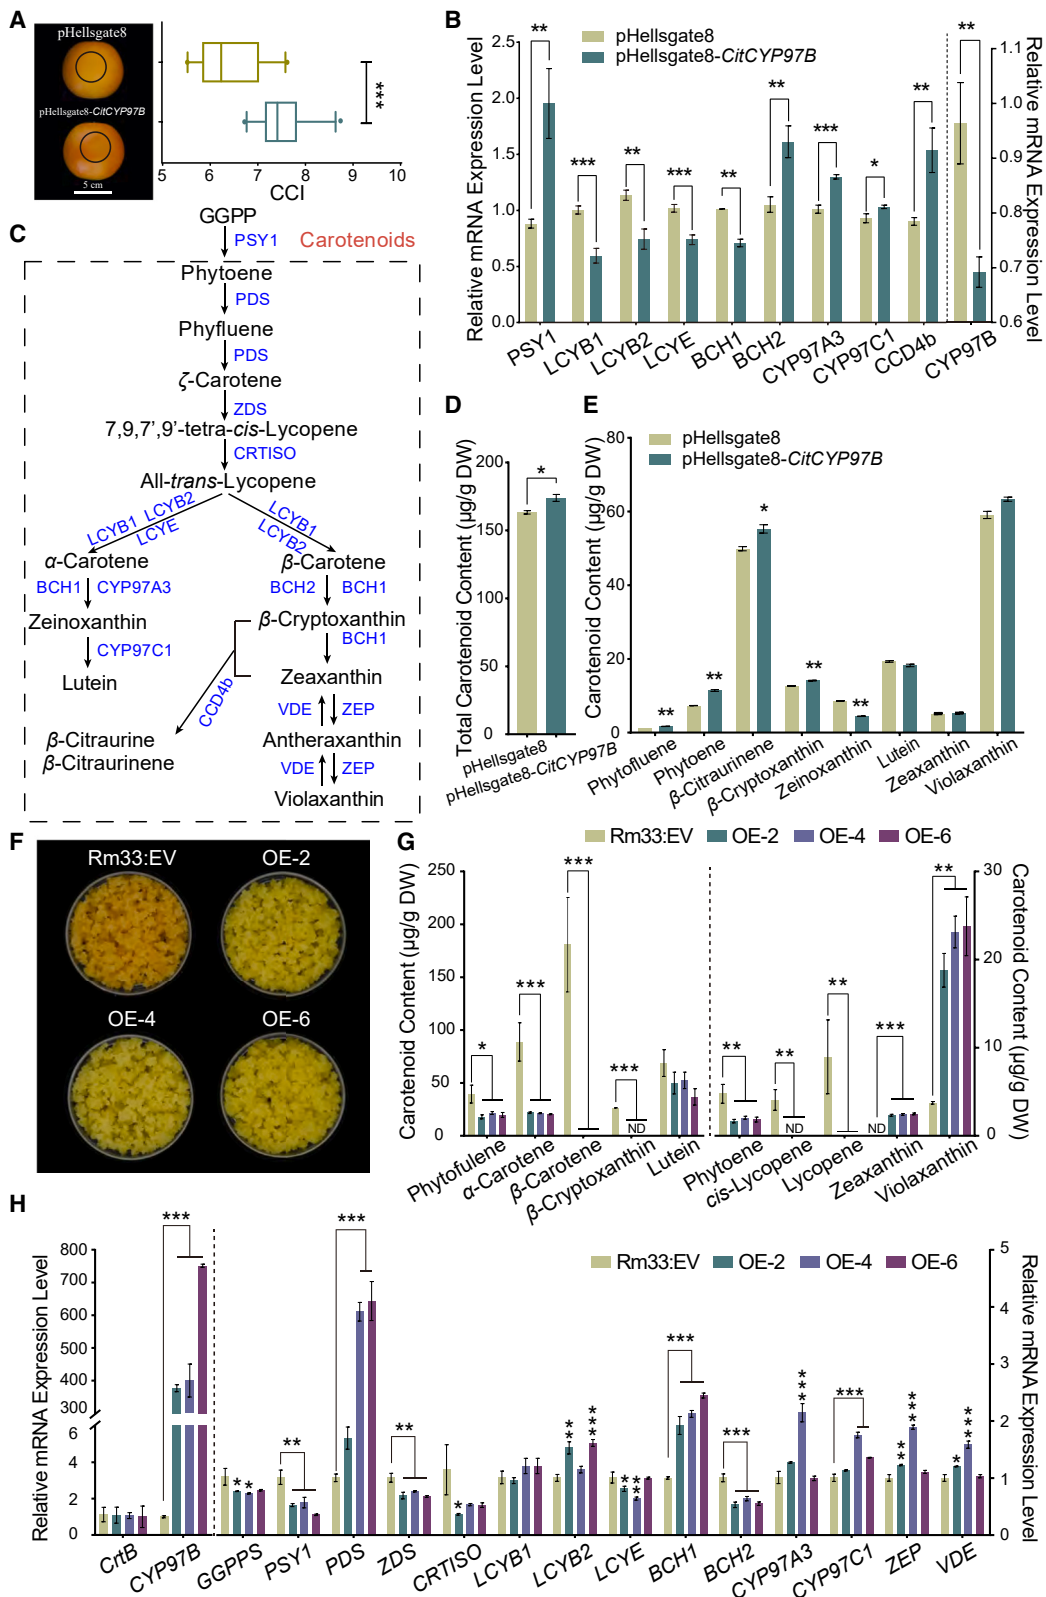 A
pHellsgate8
pHellsgate8-CitCYP97B
5 cm
***
5 6 7 8 9 10
CCI
B
Relative mRNA Expression Level
2.5
2.0
1.5
1.0
0.5
0.0
pHellsgate8
pHellsgate8-CitCYP97B
** *** ** *** ** ** *** * ** **
1.1
1.0
0.9
0.8
0.7
0.6
Relative mRNA Expression Level
PSY1 LCYB1 LCYB2 LCYE BCH1 BCH2 CYP97A3 CYP97C1 CCD4b CYP97B
C
GGPP
PSY1
Carotenoids
Phytoene
PDS
Phyfluene
PDS
ζ-Carotene
ZDS
7,9,7’,9’-tetra-cis-Lycopene
CRTISO
All-trans-Lycopene
LCYB1 LCYB2
LCYE
LCYB1
LCYB2
α-Carotene
β-Carotene
BCH1 CYP97A3
BCH2 BCH1
Zeinoxanthin
β-Cryptoxanthin
CYP97C1
BCH1
Lutein
Zeaxanthin
CCD4b
VDE ZEP
β-Citraurine
Antheraxanthin
β-Citraurinene
VDE ZEP
Violaxanthin
D
Total Carotenoid Content (μg/g DW)
200
150
100
50
0
*
pHellsgate8
pHellsgate8-CitCYP97B
E
Carotenoid Content (μg/g DW)
80
60
40
20
0
pHellsgate8
pHellsgate8-CitCYP97B
** ** * ** **
Phytofluene Phytoene β-Citraurinene β-Cryptoxanthin Zeinoxanthin Lutein Zeaxanthin Violaxanthin
F
Rm33:EV OE-2
OE-4 OE-6
G
Rm33:EV OE-2 OE-4 OE-6
Carotenoid Content (μg/g DW)
250
200
150
100
50
0
* *** *** *** ** ** ** *** **
ND ND ND
30
20
10
0
Carotenoid Content (μg/g DW)
Phytofulene α-Carotene β-Carotene β-Cryptoxanthin Lutein Phytoene cis-Lycopene Lycopene Zeaxanthin Violaxanthin
H
Relative mRNA Expression Level
800
700
600
500
400
300
6
4
2
0
Rm33:EV OE-2 OE-4 OE-6
*** * * ** *** ** * ** *** ** ** *** *** *** *** ** *** * ***
5
4
3
2
1
0
Relative mRNA Expression Level
CrtB CYP97B GGPPS PSY1 PDS ZDS CRTISO LCYB1 LCYB2 LCYE BCH1 BCH2 CYP97A3 CYP97C1 ZEP VDE